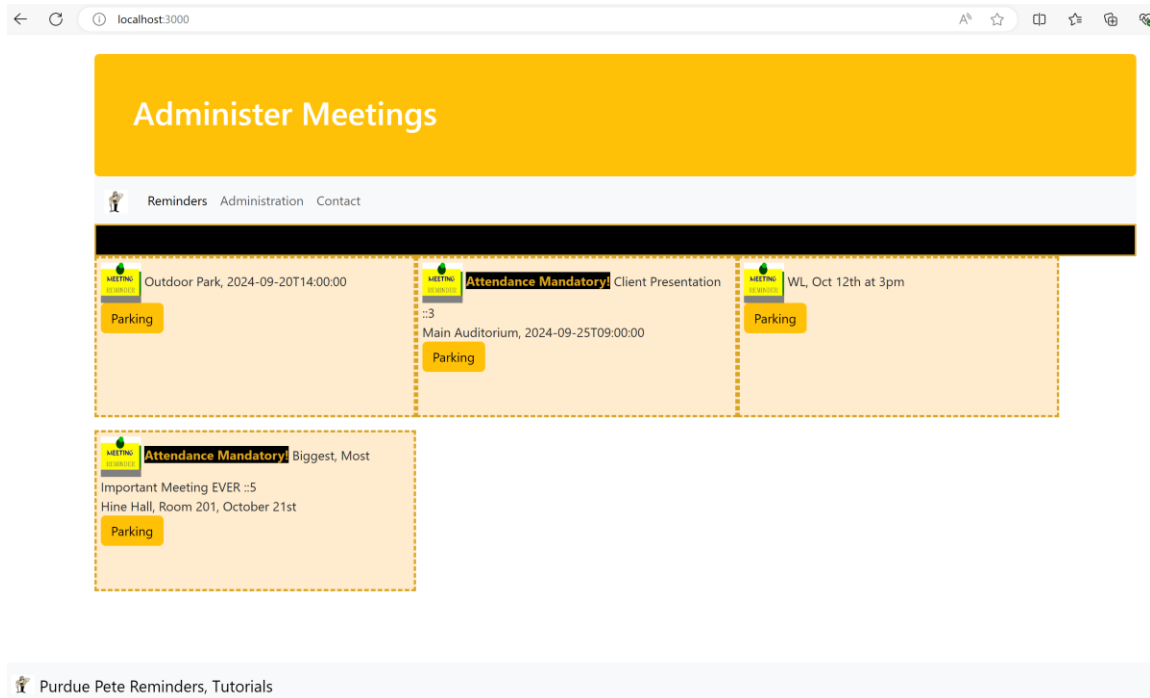 localhost:3000
Administer Meetings
Reminders Administration Contact
MEETING
REMINDER
Outdoor Park, 2024-09-20T14:00:00
Parking
MEETING
REMINDER
Attendance Mandatory! Client Presentation
::3
Main Auditorium, 2024-09-25T09:00:00
Parking
MEETING
REMINDER
WL, Oct 12th at 3pm
Parking
MEETING
REMINDER
Attendance Mandatory! Biggest, Most
Important Meeting EVER ::5
Hine Hall, Room 201, October 21st
Parking
Purdue Pete Reminders, Tutorials